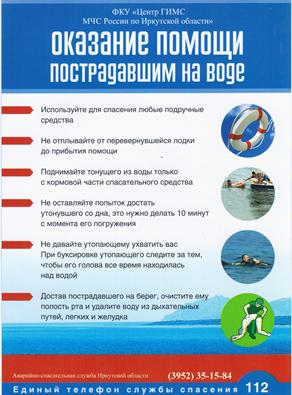 ФКУ «Центр ГИМС
МЧС России по Иркутской области»
ОКАЗАНИЕ ПОМОЩИ
ПОСТРАДАВШИМ НА ВОДЕ
Используйте для спасения любые подручные
средства
Не отплывайте от перевернувшейся лодки
до прибытия помощи
Поднимайте тонущего из воды только
с кормовой части спасательного средства
Не оставляйте попыток достать
утонувшего со дна, это нужно делать 10 минут
с момента его погружения
Не давайте утопающему ухватить вас
При буксировке утопающего следите за тем,
чтобы его голова все время находилась
над водой
Достав пострадавшего на берег, очистите ему
полость рта и удалите воду из дыхательных
путей, легких и желудка
Аварийно-спасательная служба Иркутской области (3952) 35-15-84
Единый телефон службы спасения 112